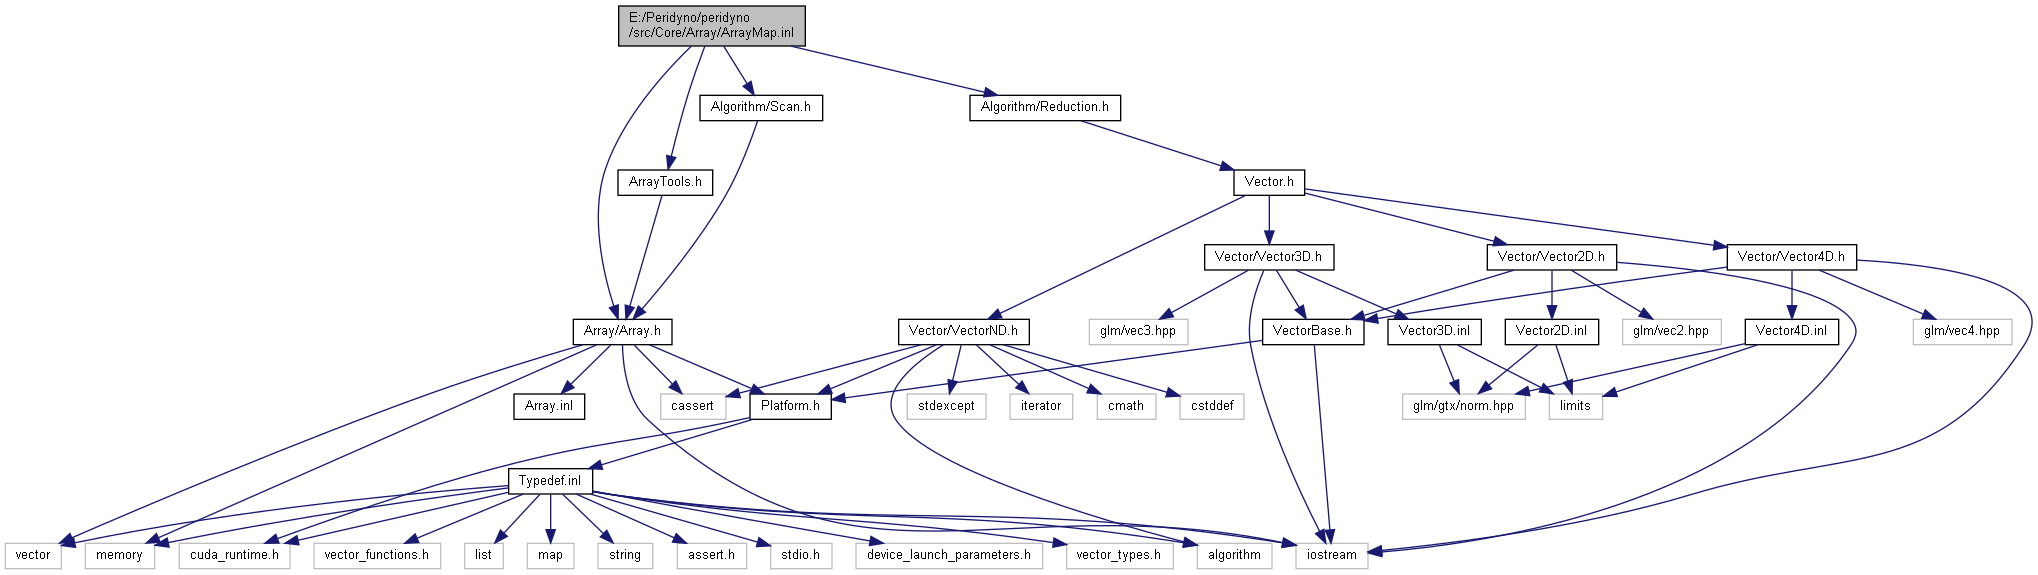 E:/Peridyno/peridyno
/src/Core/Array/ArrayMap.inl
Algorithm/Scan.h
Algorithm/Reduction.h
ArrayTools.h
Vector.h
Vector/Vector3D.h
Vector/Vector2D.h
Vector/Vector4D.h
Array/Array.h
Vector/VectorND.h
glm/vec3.hpp
VectorBase.h
Vector3D.inl
Vector2D.inl
glm/vec2.hpp
Vector4D.inl
glm/vec4.hpp
Array.inl
cassert
Platform.h
stdexcept
iterator
cmath
cstddef
glm/gtx/norm.hpp
limits
Typedef.inl
vector
memory
cuda_runtime.h
vector_functions.h
list
map
string
assert.h
stdio.h
device_launch_parameters.h
vector_types.h
algorithm
iostream